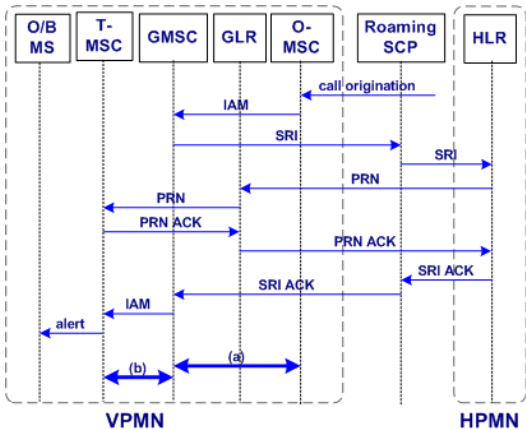 O/B
MS
T-
MSC
GMSC
GLR
O-
MSC
Roaming
SCP
HLR
call origination
IAM
SRI
SRI
PRN
PRN
PRN ACK
PRN ACK
SRI ACK
SRI ACK
IAM
alert
(a)
(b)
VPMN
HPMN